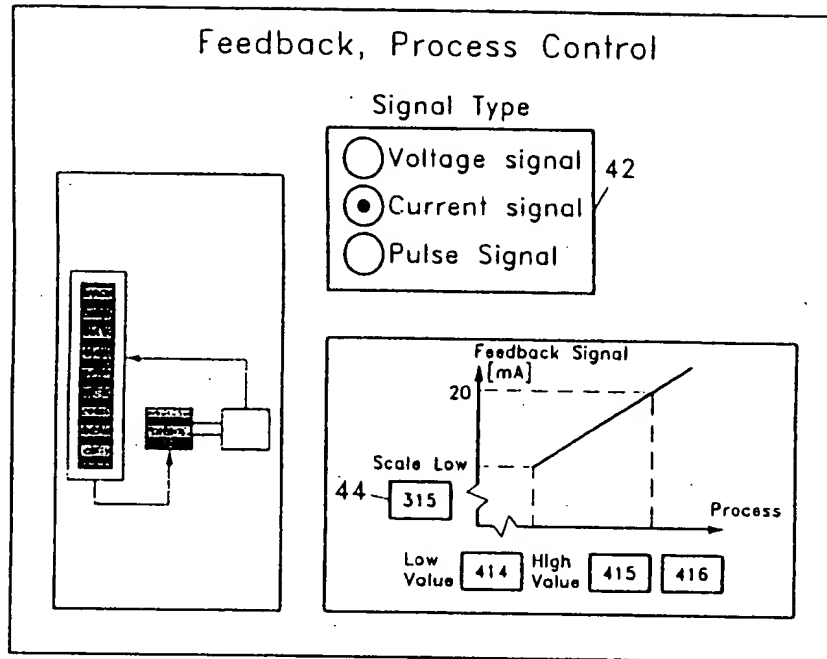 Feedback, Process Control
Signal Type
Voltage signal
42
Current signal
Pulse Signal
Feedback Signal
[mA]
20
Scale Low
44
315
Process
Low Value
414
High Value
415
416